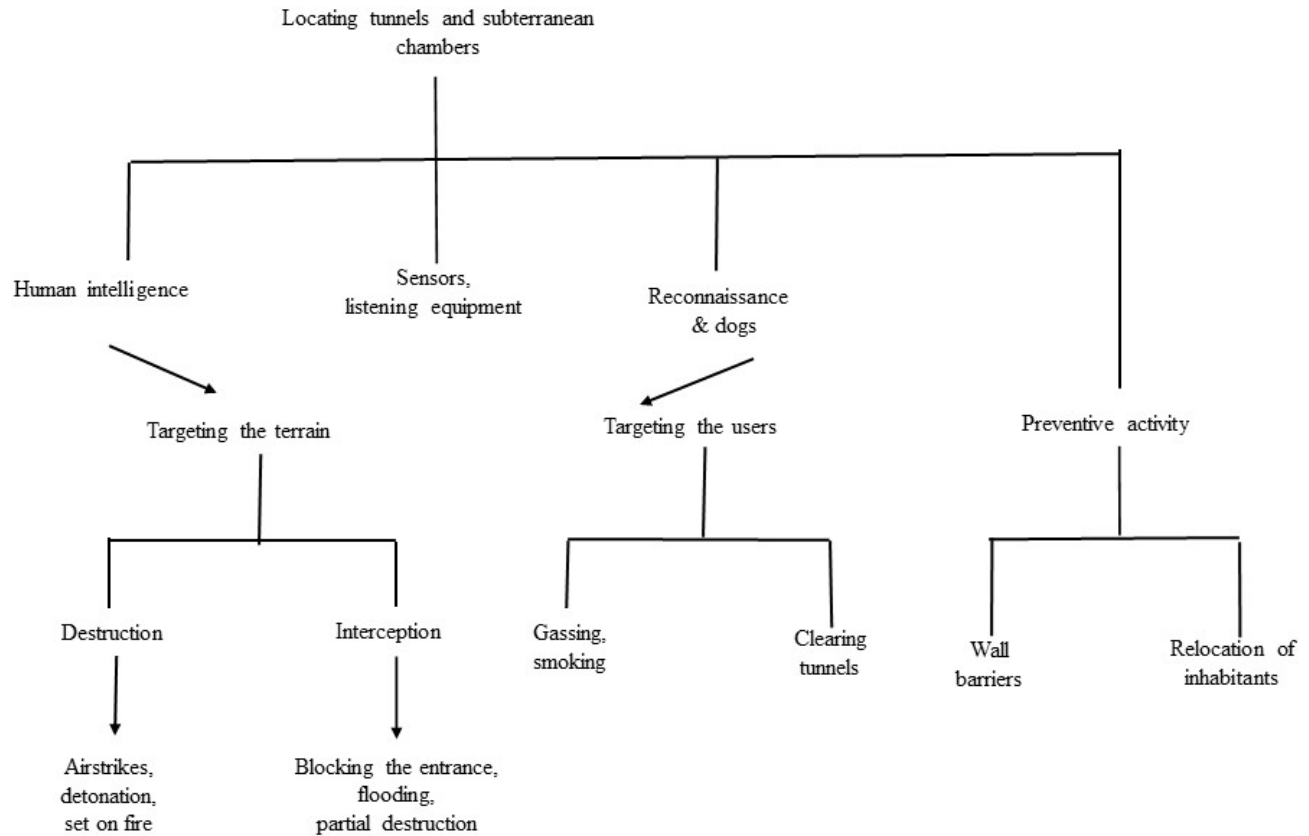 Locating tunnels and subterranean
chambers
Human intelligence
Sensors,
listening equipment
Reconnaissance
& dogs
Targeting the terrain
Targeting the users
Preventive activity
Destruction
Interception
Gassing,
smoking
Clearing
tunnels
Wall
barriers
Relocation of
inhabitants
Airstrikes,
detonation,
set on fire
Blocking the entrance,
flooding,
partial destruction